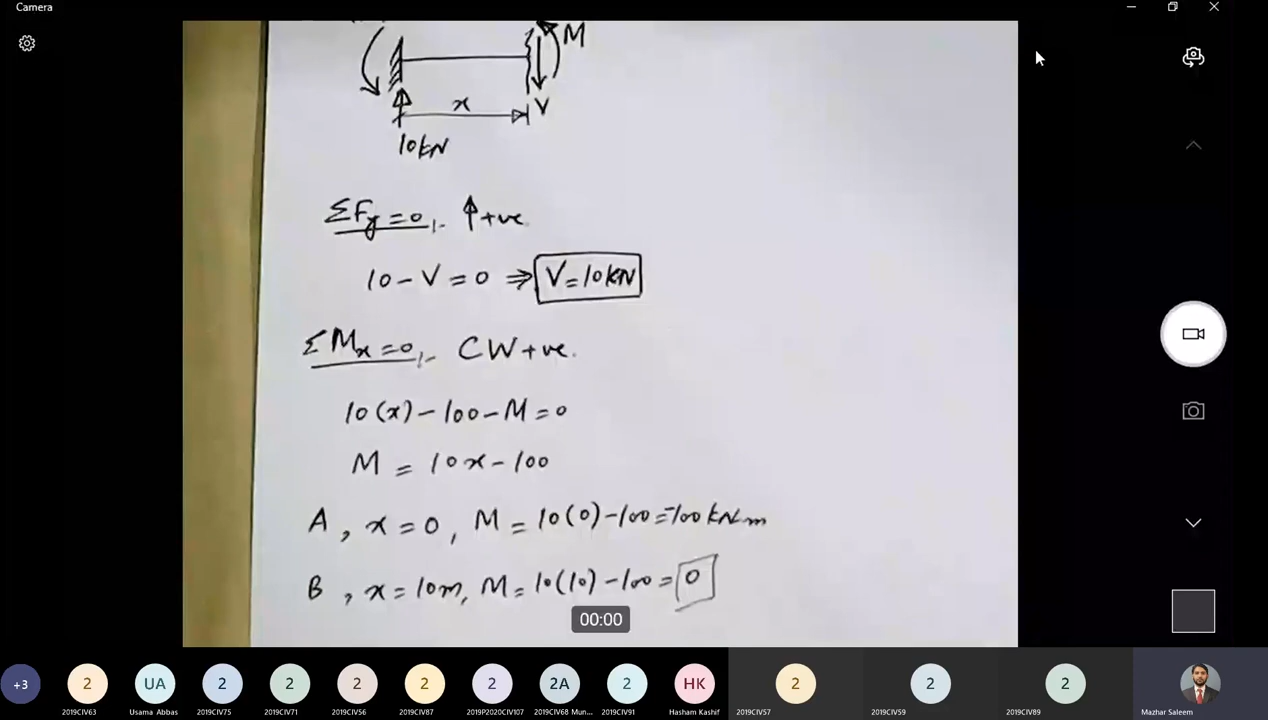 Camera
M
x
V
10kN
ΣFy=0,- ↑+ve.
10-V=0 ⇒ V=10kN
ΣMx=0,- CW+ve.
10(x)-100-M=0
M = 10x-100
A, x=0, M=10(0)-100=-100kNm
B, x=10m, M=10(10)-100=0
00:00
+3 2 UA 2 2 2 2 2 2A 2 HK 2 2 2
2019CIV63 Usama Abbas 2019CIV75 2019CIV71 2019CIV56 2019CIV87 2019P2020CIV107 2019CIV68 Mun... 2019CIV91 Hasham Kashif 2019CIV57 2019CIV59 2019CIV89 Mazhar Saleem